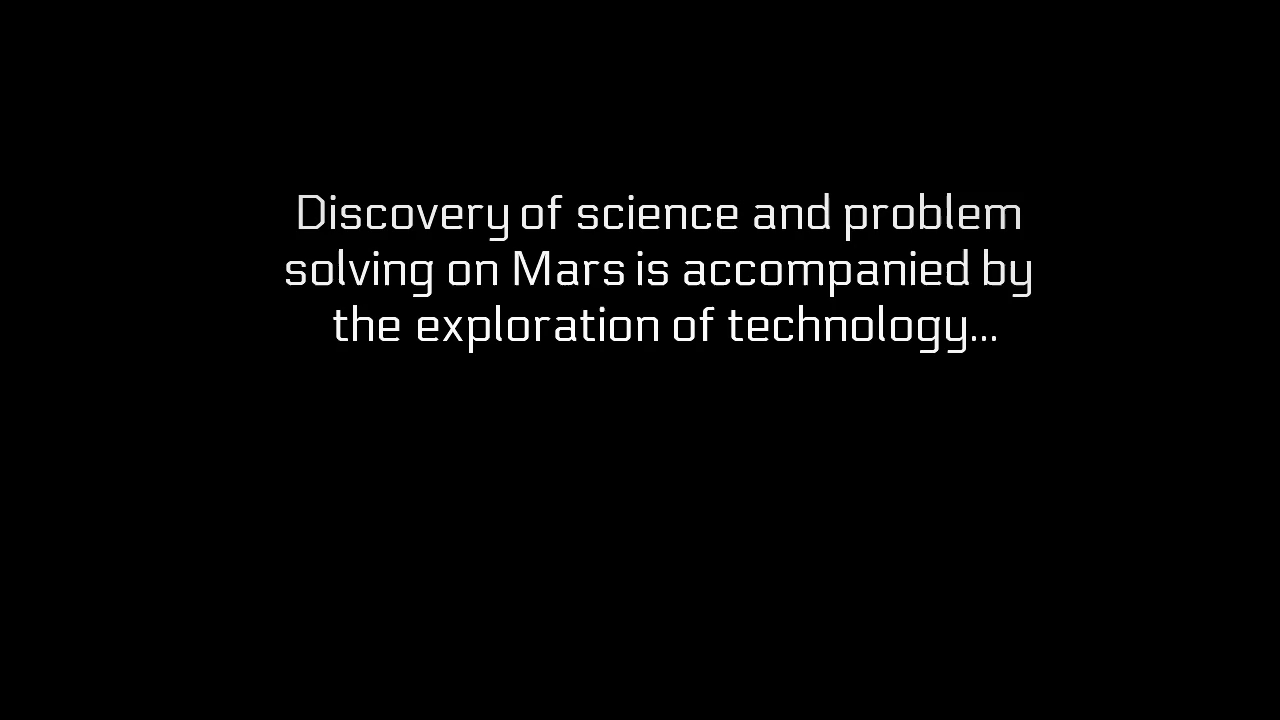 Discovery of science and problem
solving on Mars is accompanied by
the exploration of technology...